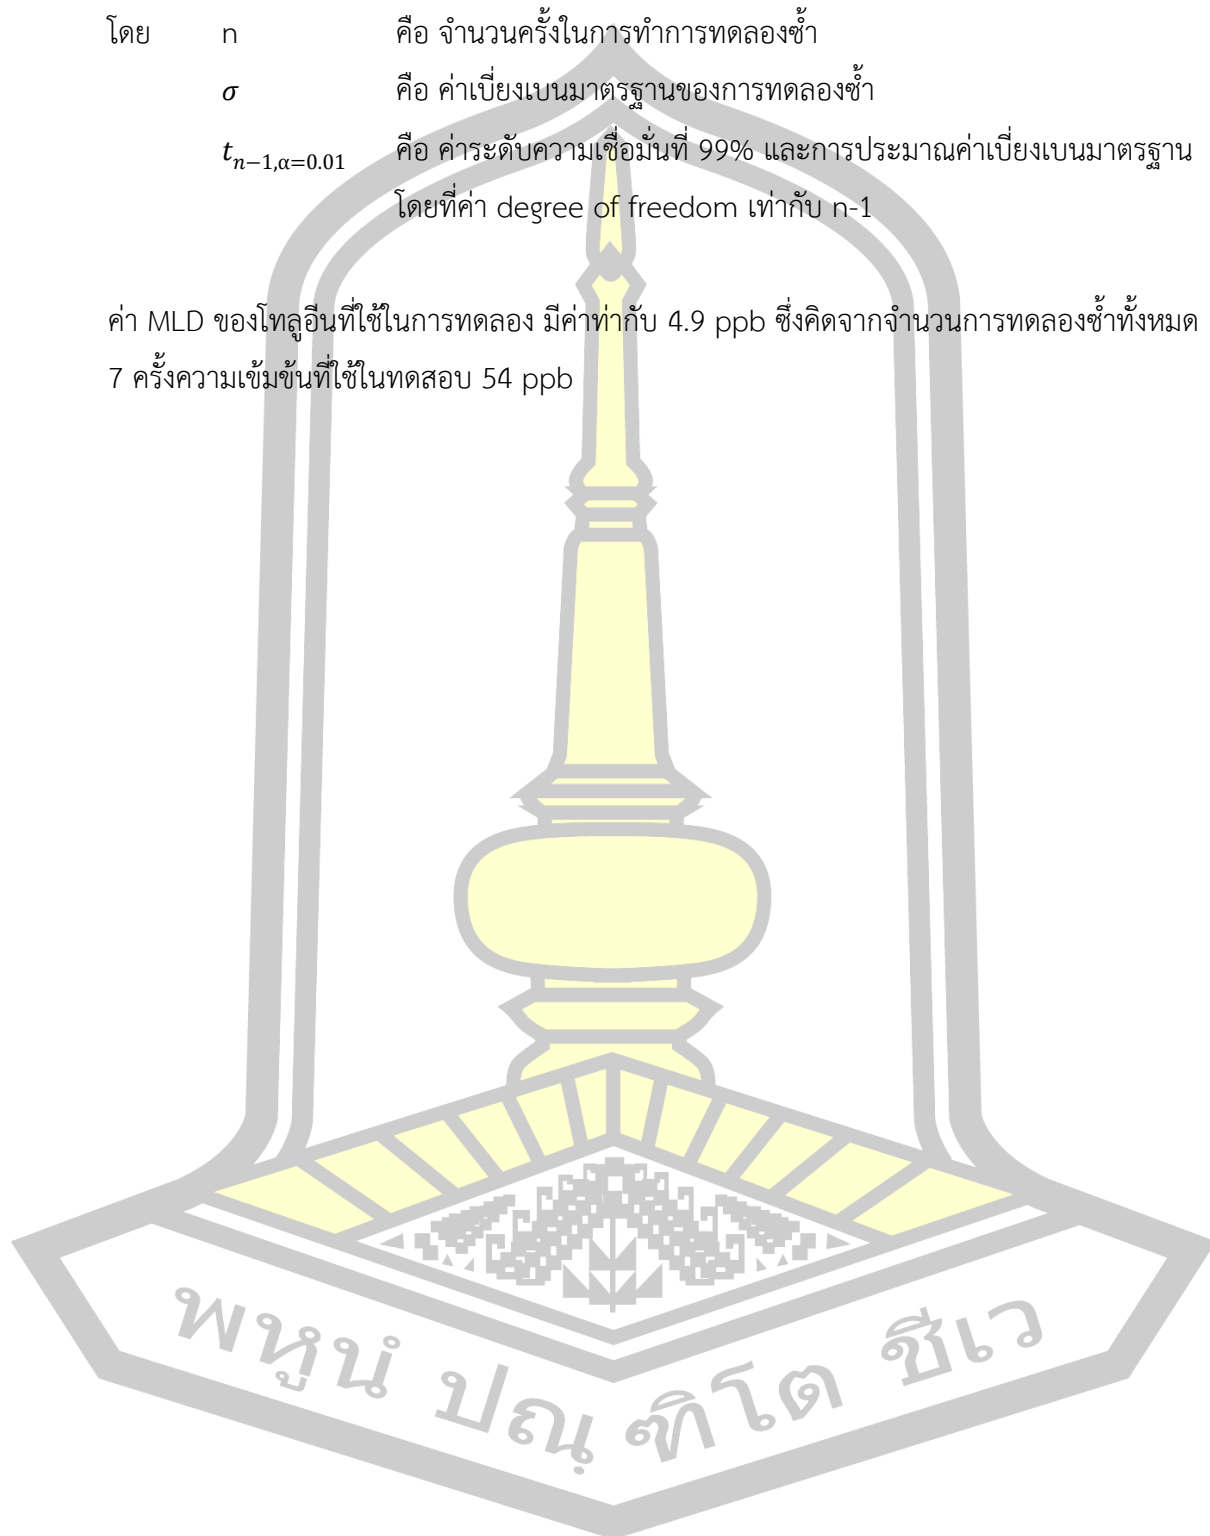 โดย n คือ จำนวนครั้งในการทำการทดลองซ้ำ
σ คือ ค่าเบี่ยงเบนมาตรฐานของการทดลองซ้ำ
t_{n−1,α=0.01} คือ ค่าระดับความเชื่อมั่นที่ 99% และการประมาณค่าเบี่ยงเบนมาตรฐาน
โดยที่ค่า degree of freedom เท่ากับ n-1
ค่า MLD ของโทลูอีนที่ใช้ในการทดลอง มีค่าท่ากับ 4.9 ppb ซึ่งคิดจากจำนวนการทดลองซ้ำทั้งหมด
7 ครั้งความเข้มข้นที่ใช้ในทดสอบ 54 ppb
พหูนํ ปณฺฑิโต ชีเว